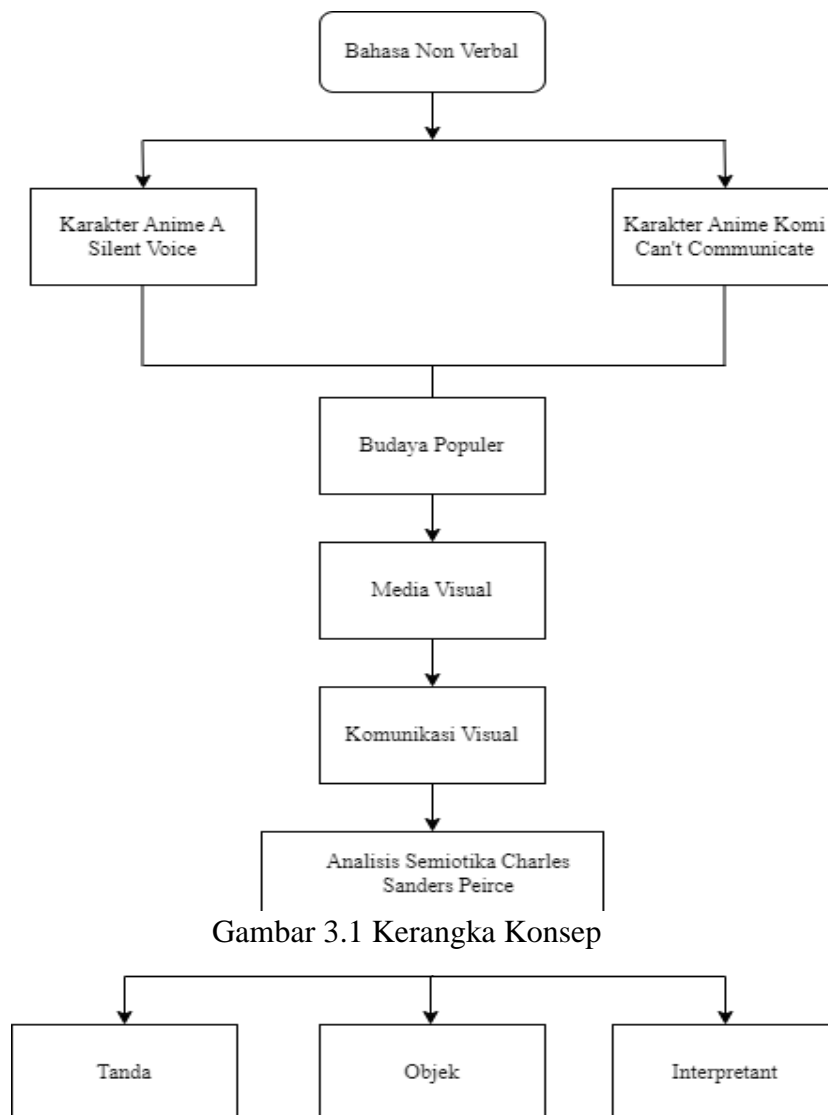 Bahasa Non Verbal
Karakter Anime A
Silent Voice
Karakter Anime Komi
Can't Communicate
Budaya Populer
Media Visual
Komunikasi Visual
Analisis Semiotika Charles
Sanders Peirce
Gambar 3.1 Kerangka Konsep
Tanda
Objek
Interpretant